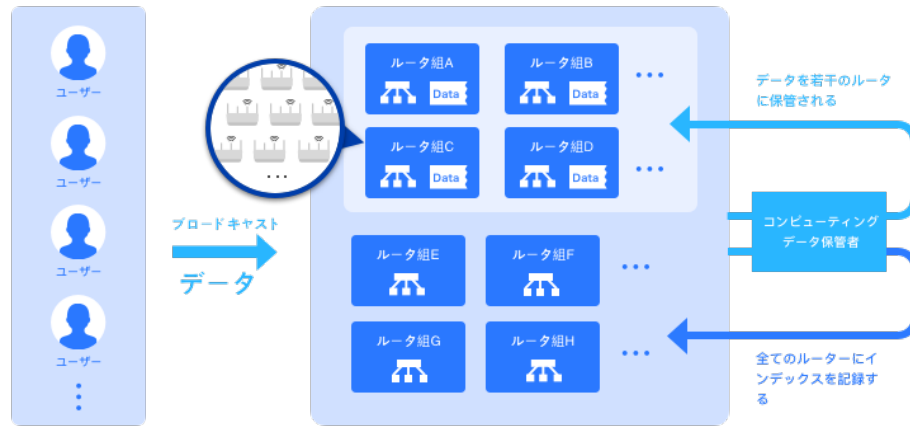 ユーザー
ユーザー
ユーザー
ユーザー
ブロードキャスト
データ
ルータ組A
Data
ルータ組B
Data
ルータ組C
Data
ルータ組D
Data
ルータ組E
ルータ組F
ルータ組G
ルータ組H
データを若干のルータ
に保管される
コンピューティング
データ保管者
全てのルーターにイ
ンデックスを記録す
る